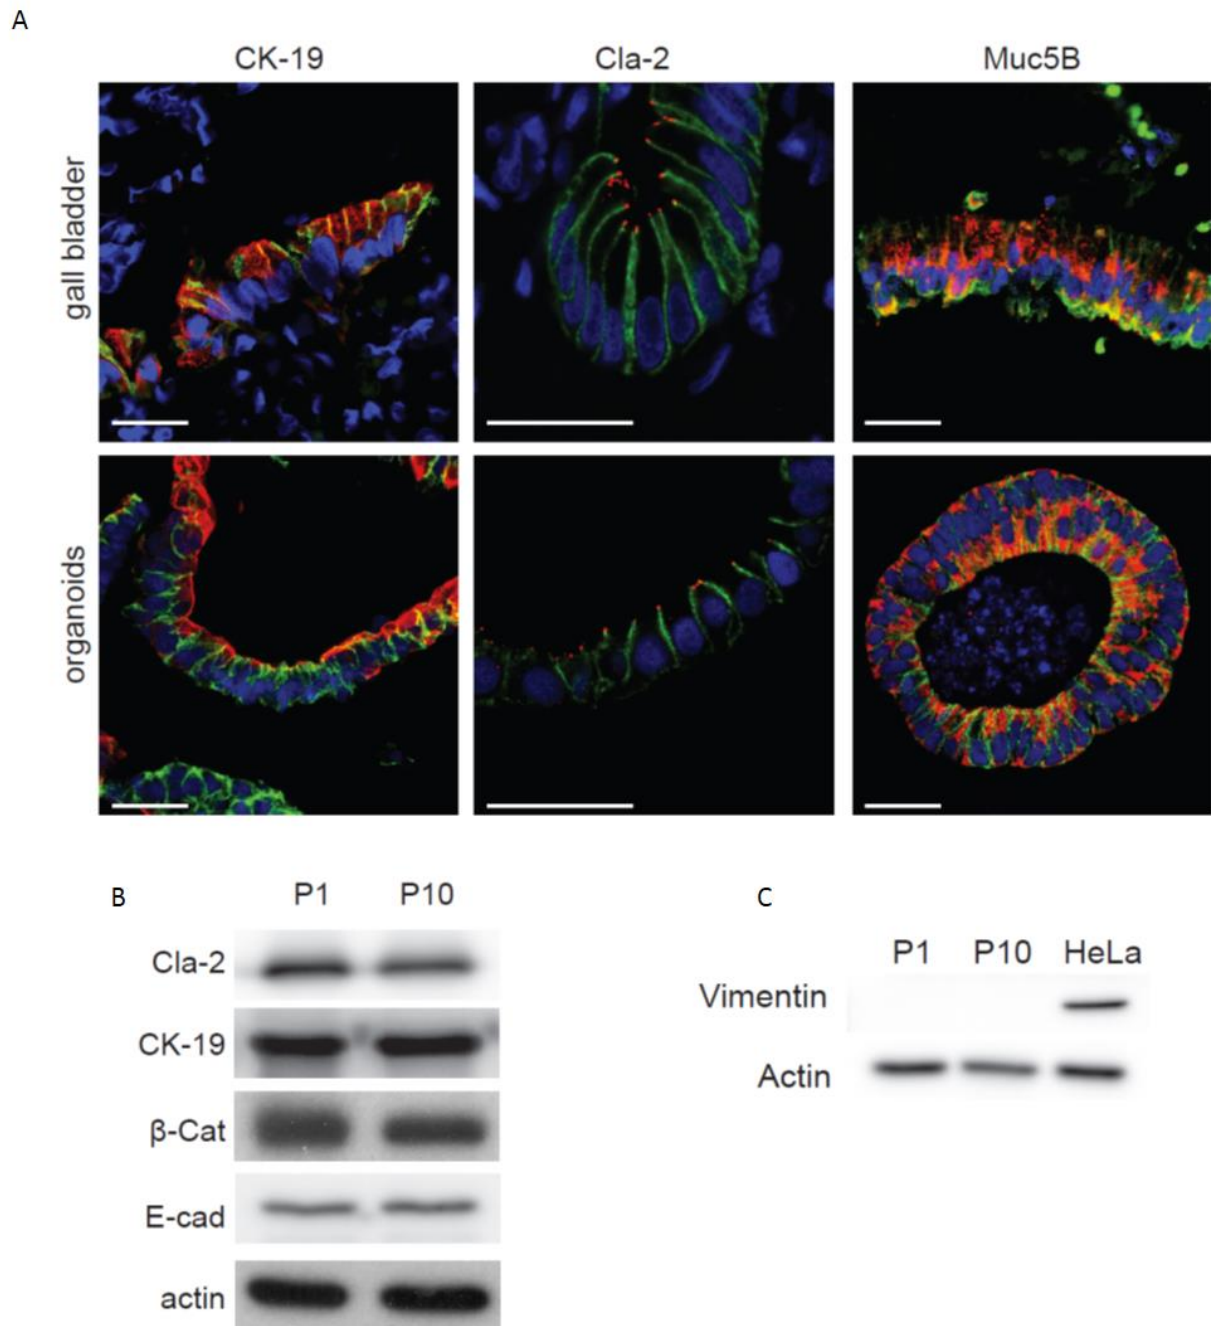 A
CK-19 Cla-2 Muc5B
gall bladder
organoids
B
P1 P10
Cla-2
CK-19
β-Cat
E-cad
actin
C
P1 P10 HeLa
Vimentin
Actin